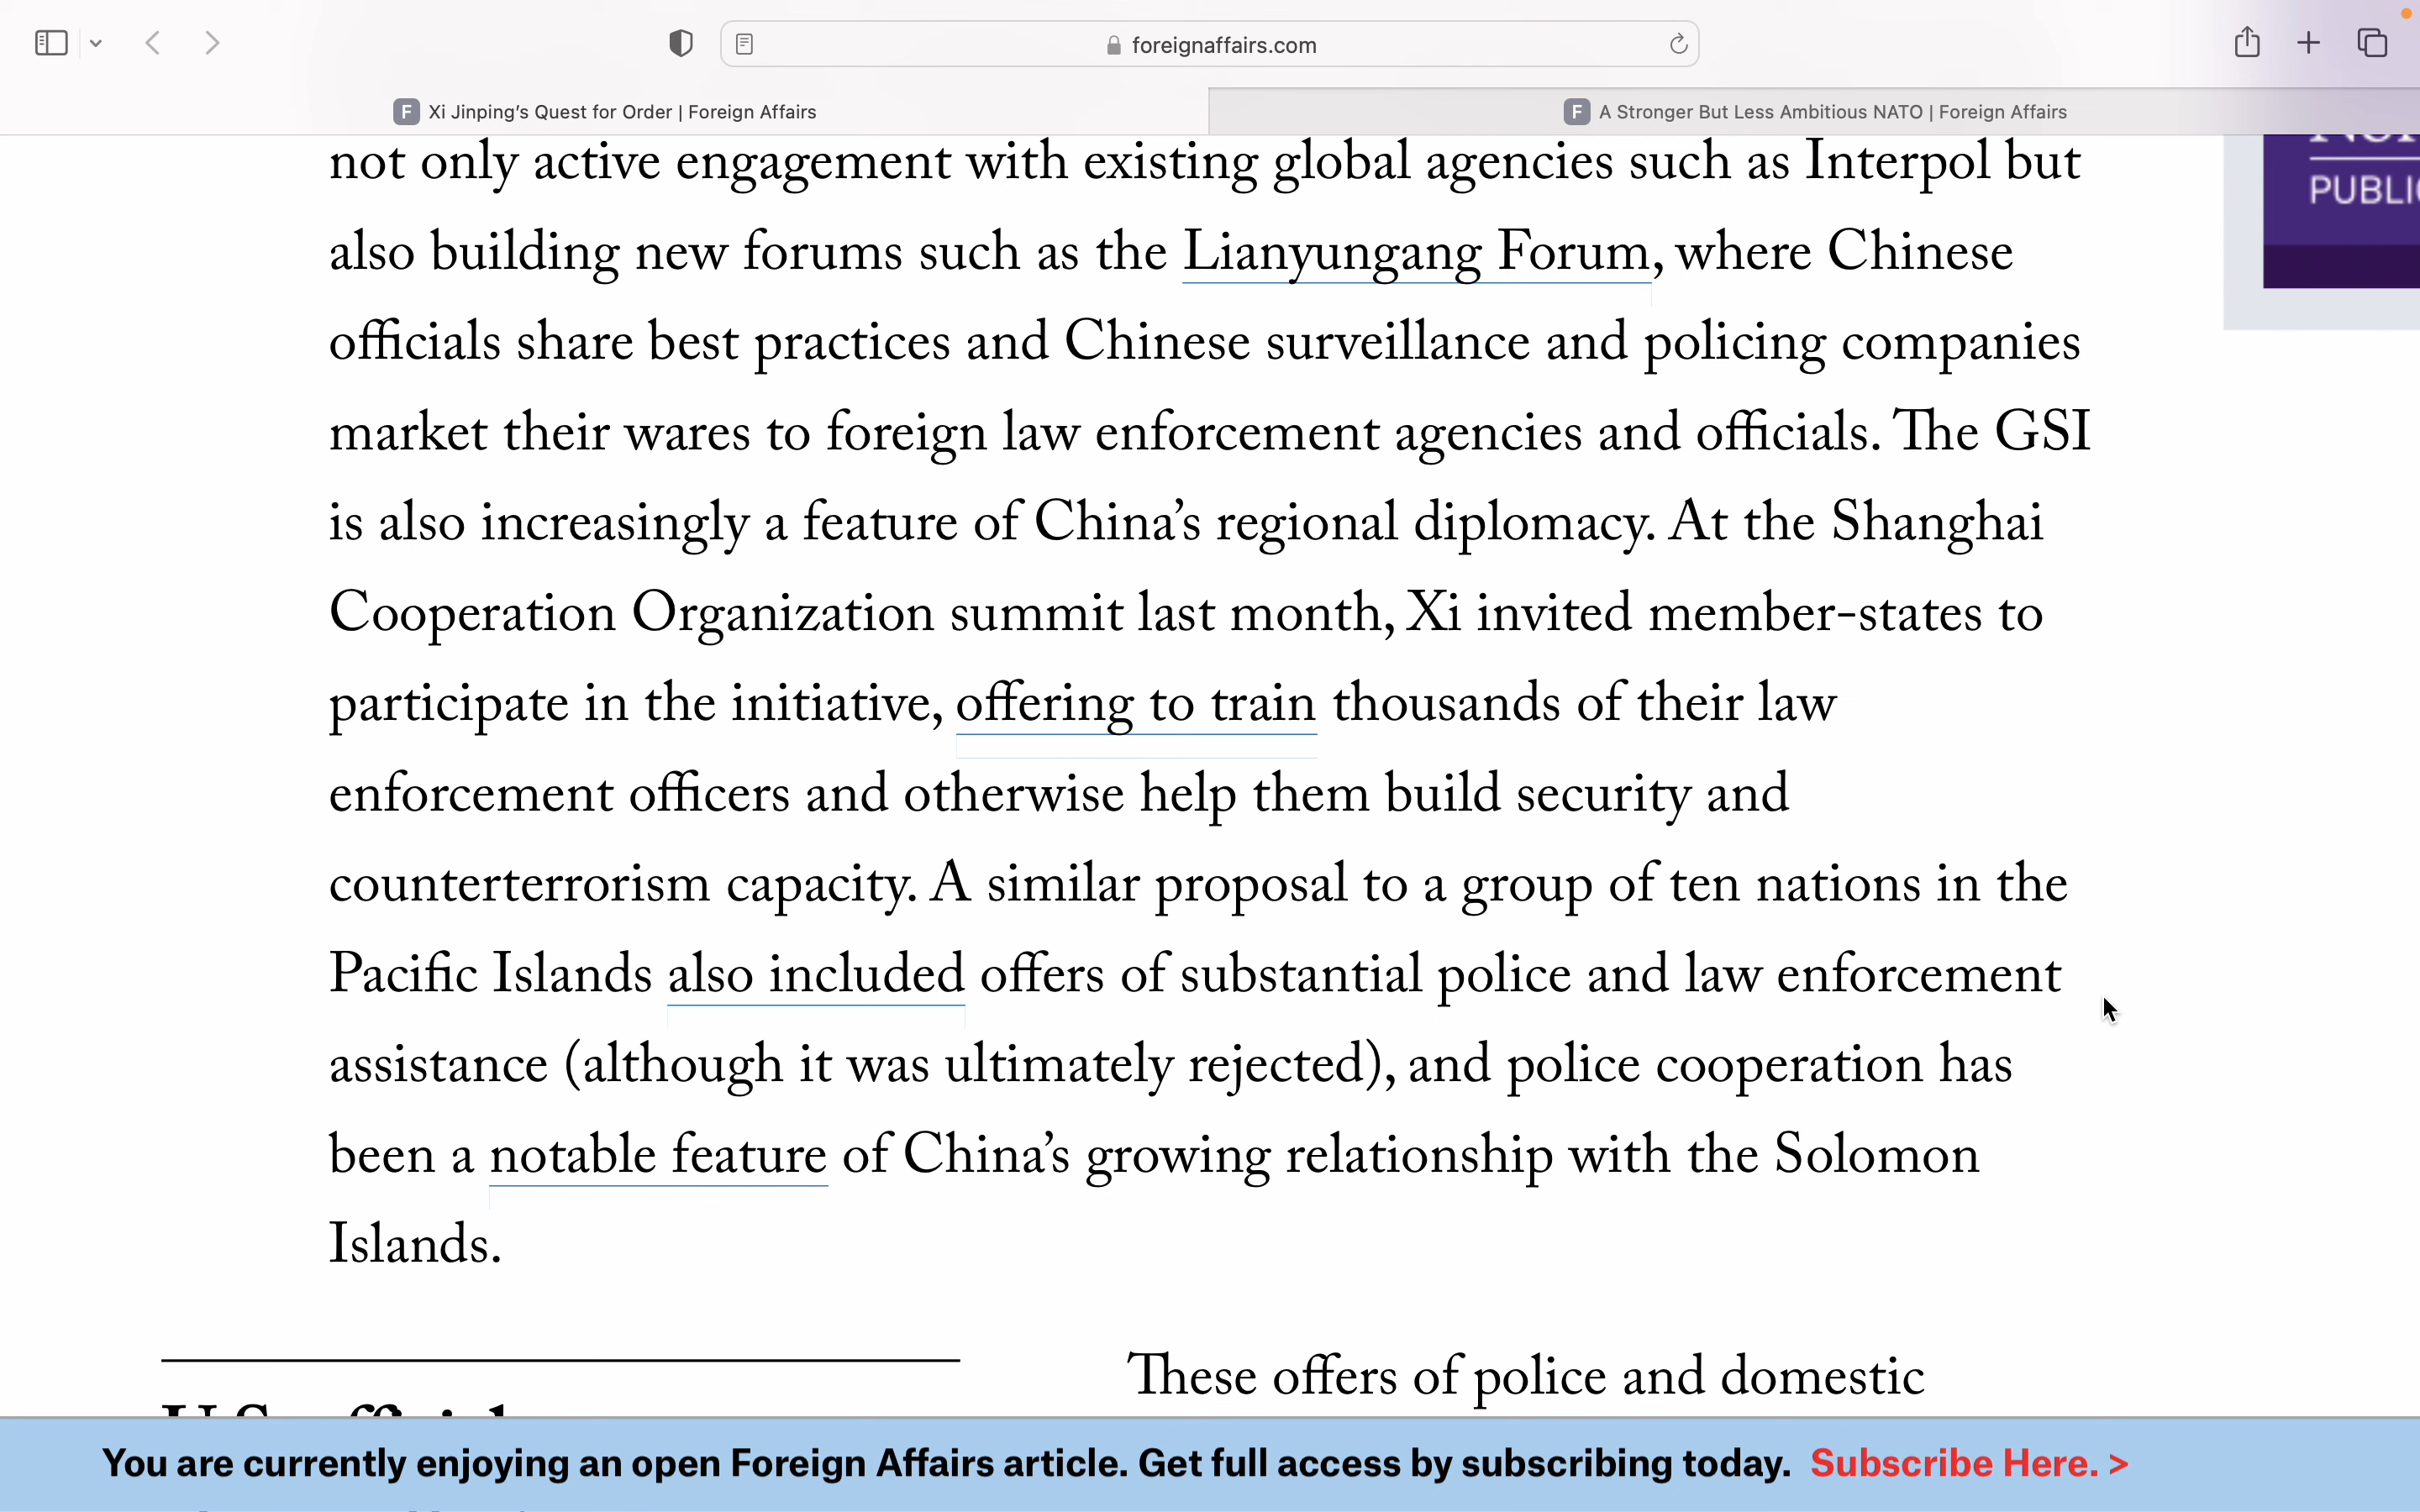 foreignaffairs.com
F Xi Jinping’s Quest for Order | Foreign Affairs
F A Stronger But Less Ambitious NATO | Foreign Affairs
not only active engagement with existing global agencies such as Interpol but
also building new forums such as the Lianyungang Forum, where Chinese
officials share best practices and Chinese surveillance and policing companies
market their wares to foreign law enforcement agencies and officials. The GSI
is also increasingly a feature of China’s regional diplomacy. At the Shanghai
Cooperation Organization summit last month, Xi invited member-states to
participate in the initiative, offering to train thousands of their law
enforcement officers and otherwise help them build security and
counterterrorism capacity. A similar proposal to a group of ten nations in the
Pacific Islands also included offers of substantial police and law enforcement
assistance (although it was ultimately rejected), and police cooperation has
been a notable feature of China’s growing relationship with the Solomon
Islands.
These offers of police and domestic
You are currently enjoying an open Foreign Affairs article. Get full access by subscribing today. Subscribe Here. >